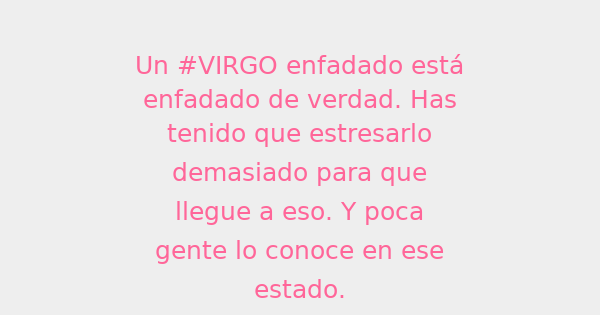 Un #VIRGO enfadado está
enfadado de verdad. Has
tenido que estresarlo
demasiado para que
llegue a eso. Y poca
gente lo conoce en ese
estado.